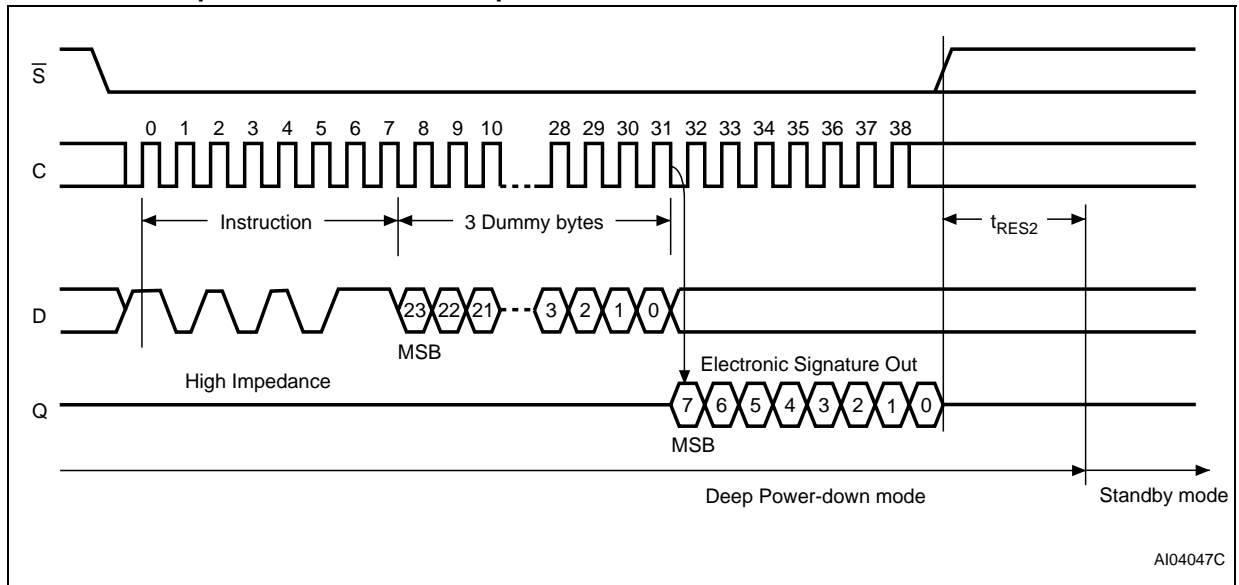 S
0 1 2 3 4 5 6 7 8 9 10 28 29 30 31 32 33 34 35 36 37 38
C
Instruction 3 Dummy bytes tRES2
D
23 22 21 3 2 1 0
MSB
High Impedance Electronic Signature Out
Q
7 6 5 4 3 2 1 0
MSB
Deep Power-down mode Standby mode
AI04047C